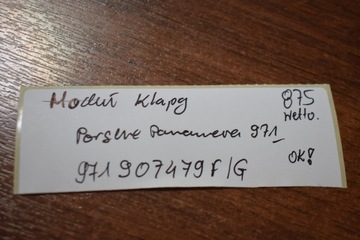 Moduł Klapy 875
netto.
Porsche Panamera 971
OK!
971907479F/G